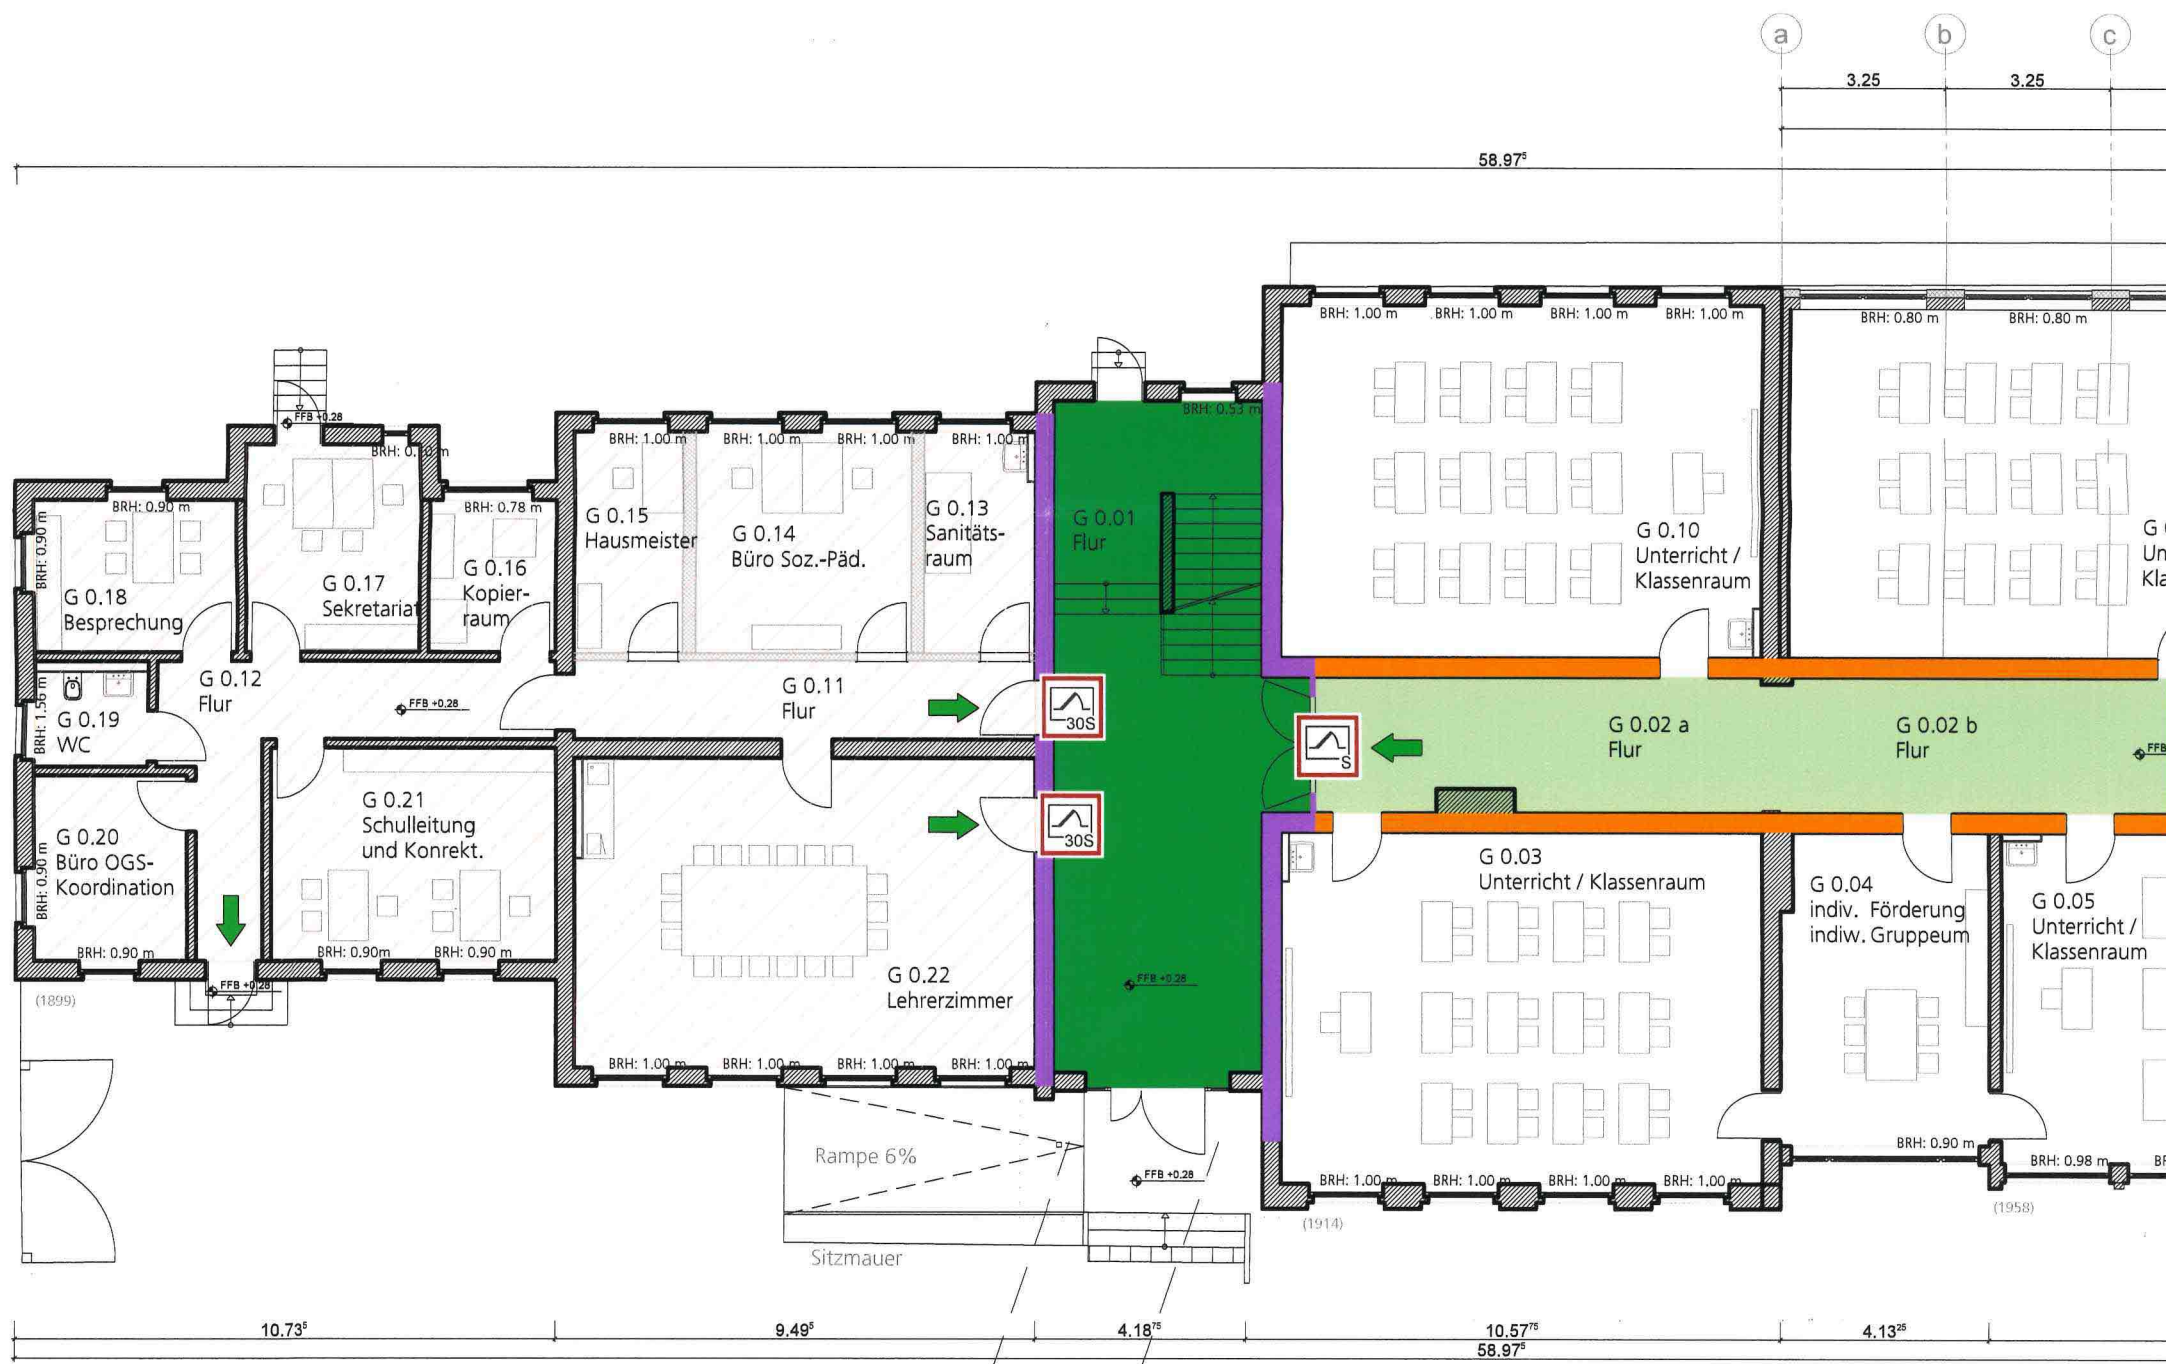 a
b
c
3.25
3.25
58.97⁵
BRH: 1.00 m
BRH: 1.00 m
BRH: 1.00 m
BRH: 1.00 m
BRH: 0.80 m
BRH: 0.80 m
FFB +0.28
BRH: 0.53 m
BRH: 1.00 m
BRH: 1.00 m
BRH: 1.00 m
BRH: 1.00 m
BRH: 0.90 m
BRH: 0.78 m
BRH: 0.90 m
G 0.18
Besprechung
G 0.17
Sekretariat
G 0.16
Kopier-
raum
G 0.15
Hausmeister
G 0.14
Büro Soz.-Päd.
G 0.13
Sanitäts-
raum
G 0.01
Flur
G 0.10
Unterricht /
Klassenraum
G 0.12
Flur
FFB +0.28
G 0.11
Flur
30S
G 0.19
WC
S
G 0.02 a
Flur
G 0.02 b
Flur
FFB
G 0.20
Büro OGS-
Koordination
BRH: 0.90 m
BRH: 0.90 m
G 0.21
Schulleitung
und Konrekt.
BRH: 0.90m
BRH: 0.90 m
30S
G 0.03
Unterricht / Klassenraum
G 0.04
indiv. Förderung
indiw. Gruppeum
G 0.05
Unterricht /
Klassenraum
G 0.22
Lehrerzimmer
FFB +0.28
FFB +0.28
(1899)
BRH: 1.00 m
BRH: 1.00 m
BRH: 1.00 m
BRH: 1.00 m
Rampe 6%
FFB +0.28
Sitzmauer
BRH: 1.00 m
BRH: 1.00 m
BRH: 1.00 m
BRH: 1.00 m
BRH: 0.90 m
BRH: 0.98 m
(1914)
(1958)
10.73⁵
9.49⁵
4.18⁷⁵
10.57⁷⁵
4.13²⁵
58.97⁵